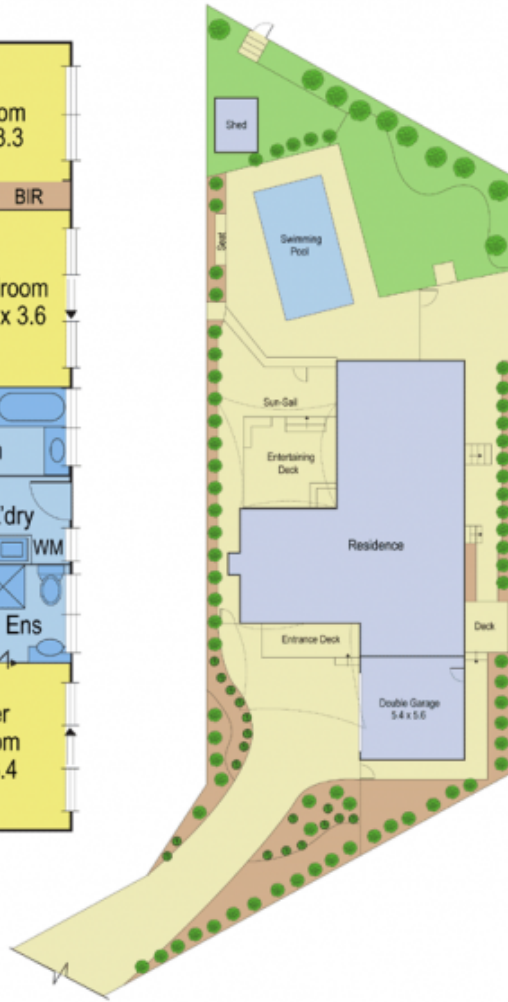 om
3.3
BIR
room
x 3.6
'dry
WM
Ens
er
om
.4
Shed
Seat
Swimming
Pool
Sun-Sail
Entertaining
Deck
Residence
Entrance Deck
Deck
Double Garage
5.4 x 5.6